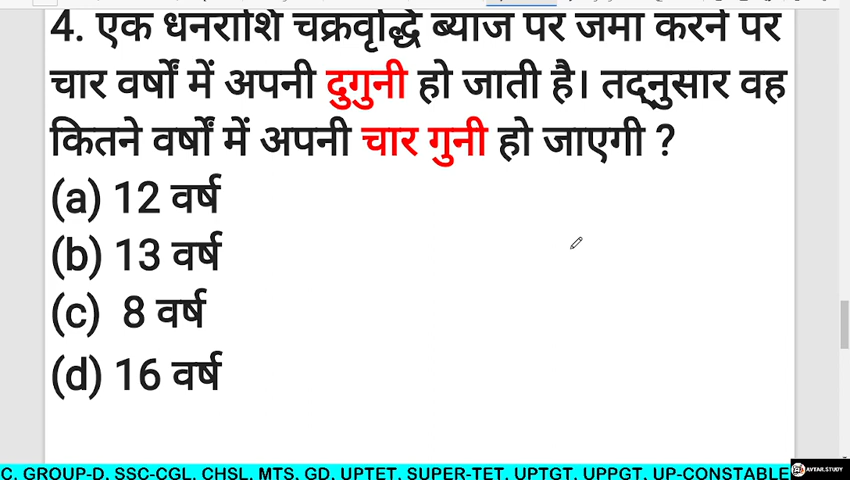 4. एक धनराशि चक्रवृद्धि ब्याज पर जमा करने पर
चार वर्षों में अपनी दुगुनी हो जाती है। तद्नुसार वह
कितने वर्षों में अपनी चार गुनी हो जाएगी ?
(a) 12 वर्ष
(b) 13 वर्ष
(c) 8 वर्ष
(d) 16 वर्ष
C, GROUP-D, SSC-CGL, CHSL, MTS, GD, UPTET, SUPER-TET, UPTGT, UPPGT, UP-CONSTABLE